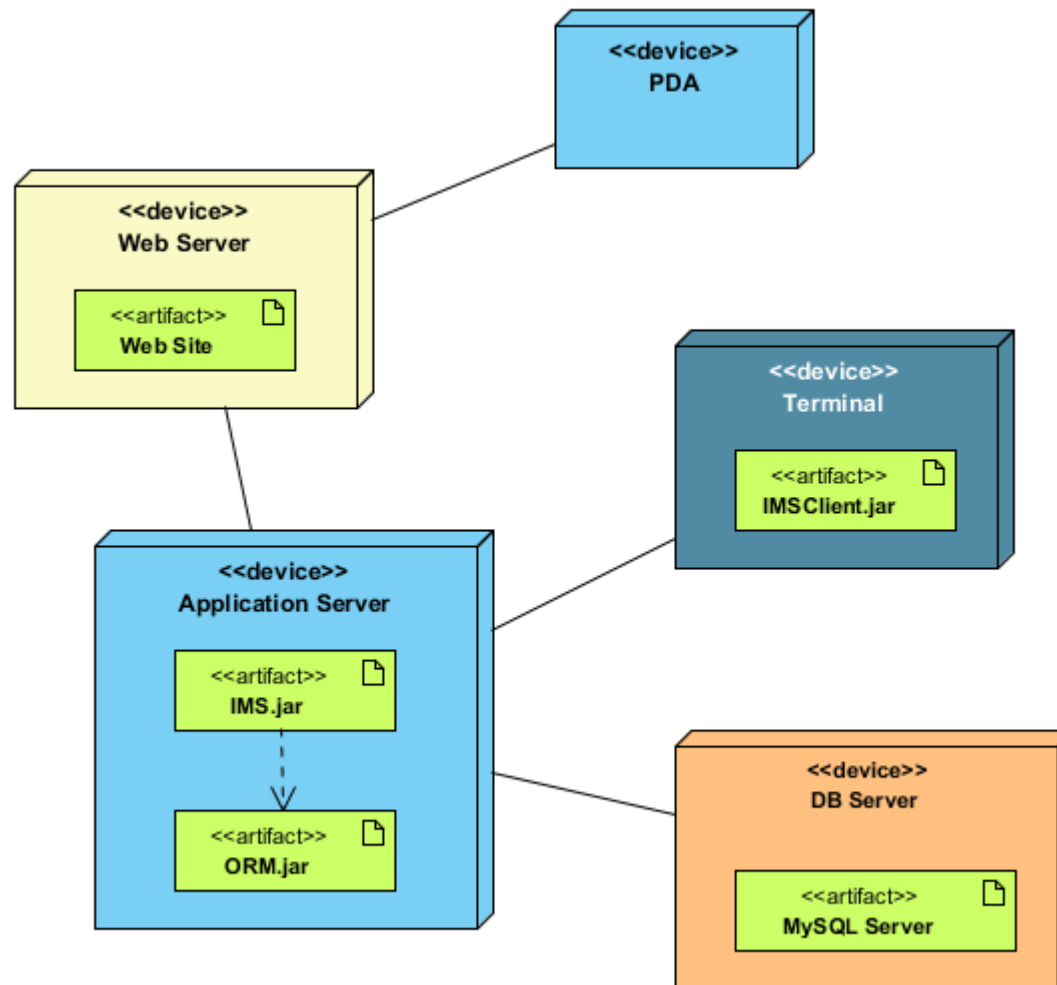 <<device>>
PDA
<<device>>
Web Server
<<artifact>>
Web Site
<<device>>
Terminal
<<artifact>>
IMSClient.jar
<<device>>
Application Server
<<artifact>>
IMS.jar
<<artifact>>
ORM.jar
<<device>>
DB Server
<<artifact>>
MySQL Server